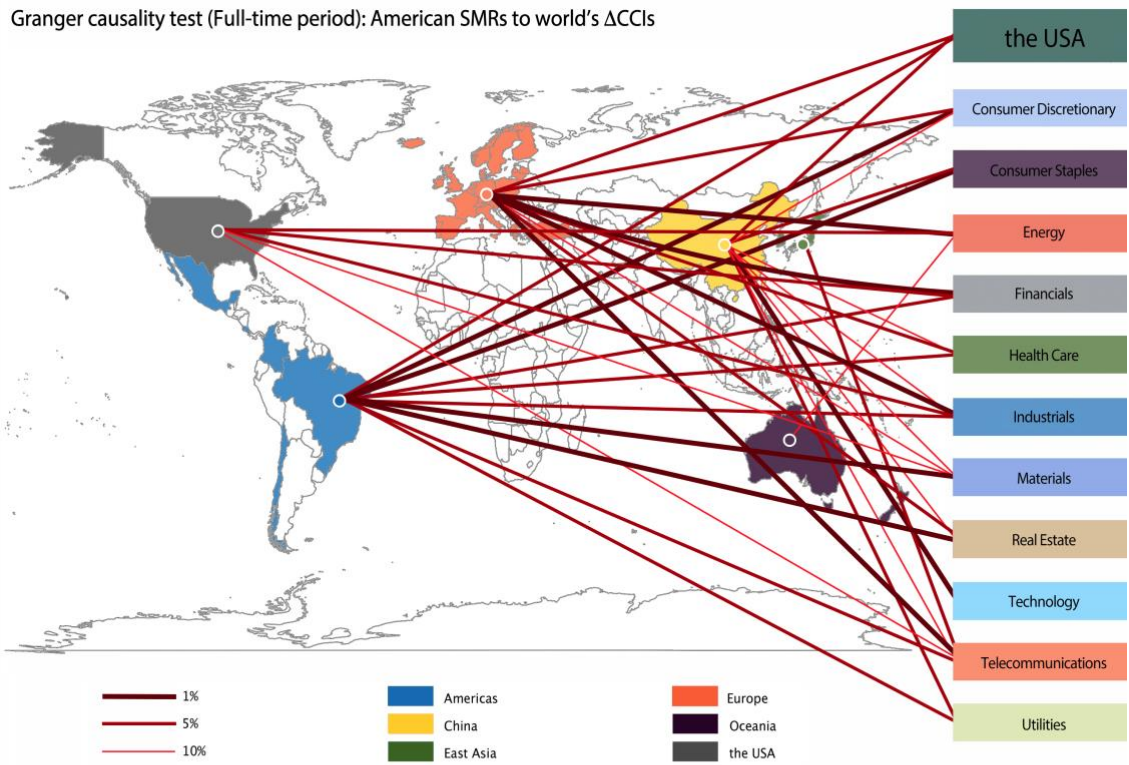 Granger causality test (Full-time period): American SMRs to world's ΔCCIs
the USA
Consumer Discretionary
Consumer Staples
Energy
Financials
Health Care
Industrials
Materials
Real Estate
Technology
Telecommunications
Utilities
1%
5%
10%
Americas
China
East Asia
Europe
Oceania
the USA